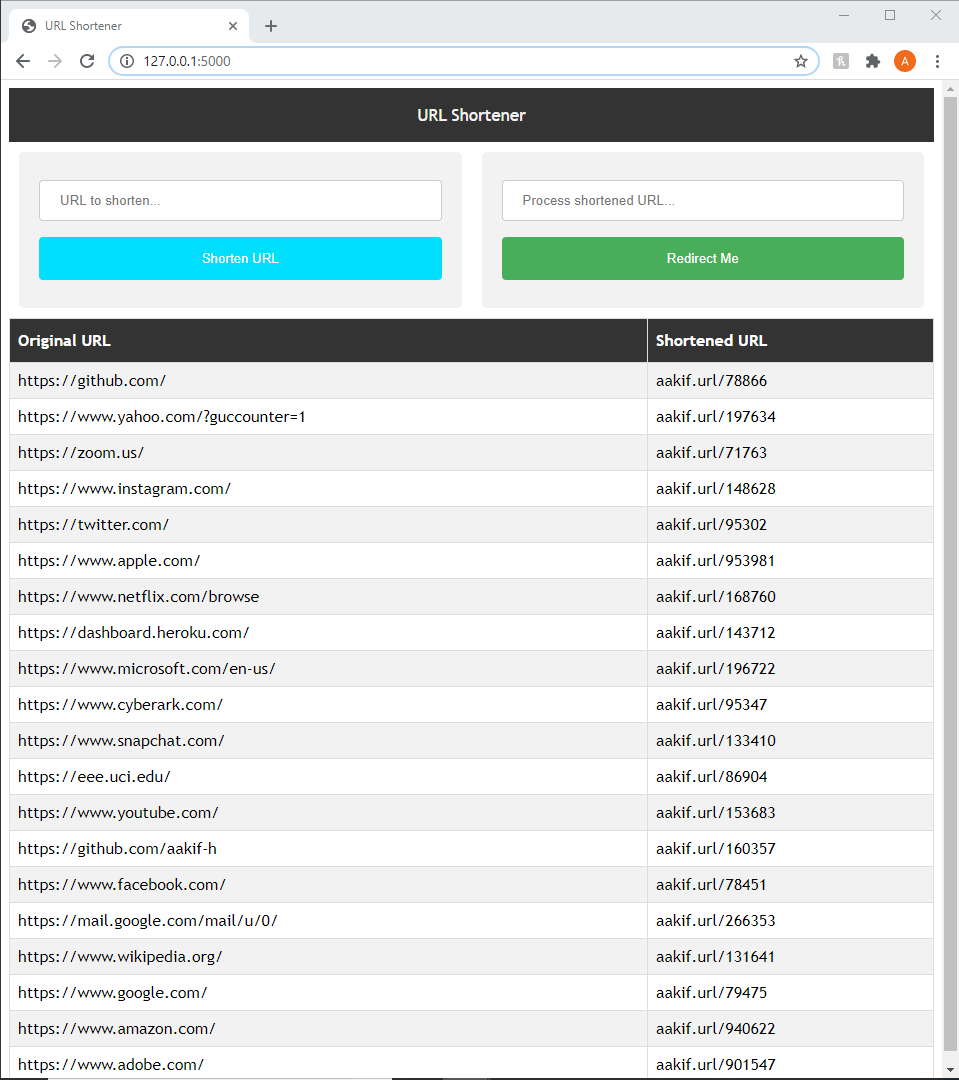 URL Shortener
127.0.0.1:5000
A
URL Shortener
URL to shorten... Process shortened URL...
Shorten URL Redirect Me
Original URL Shortened URL
https://github.com/ aakif.url/78866
https://www.yahoo.com/?guccounter=1 aakif.url/197634
https://zoom.us/ aakif.url/71763
https://www.instagram.com/ aakif.url/148628
https://twitter.com/ aakif.url/95302
https://www.apple.com/ aakif.url/953981
https://www.netflix.com/browse aakif.url/168760
https://dashboard.heroku.com/ aakif.url/143712
https://www.microsoft.com/en-us/ aakif.url/196722
https://www.cyberark.com/ aakif.url/95347
https://www.snapchat.com/ aakif.url/133410
https://eee.uci.edu/ aakif.url/86904
https://www.youtube.com/ aakif.url/153683
https://github.com/aakif-h aakif.url/160357
https://www.facebook.com/ aakif.url/78451
https://mail.google.com/mail/u/0/ aakif.url/266353
https://www.wikipedia.org/ aakif.url/131641
https://www.google.com/ aakif.url/79475
https://www.amazon.com/ aakif.url/940622
https://www.adobe.com/ aakif.url/901547